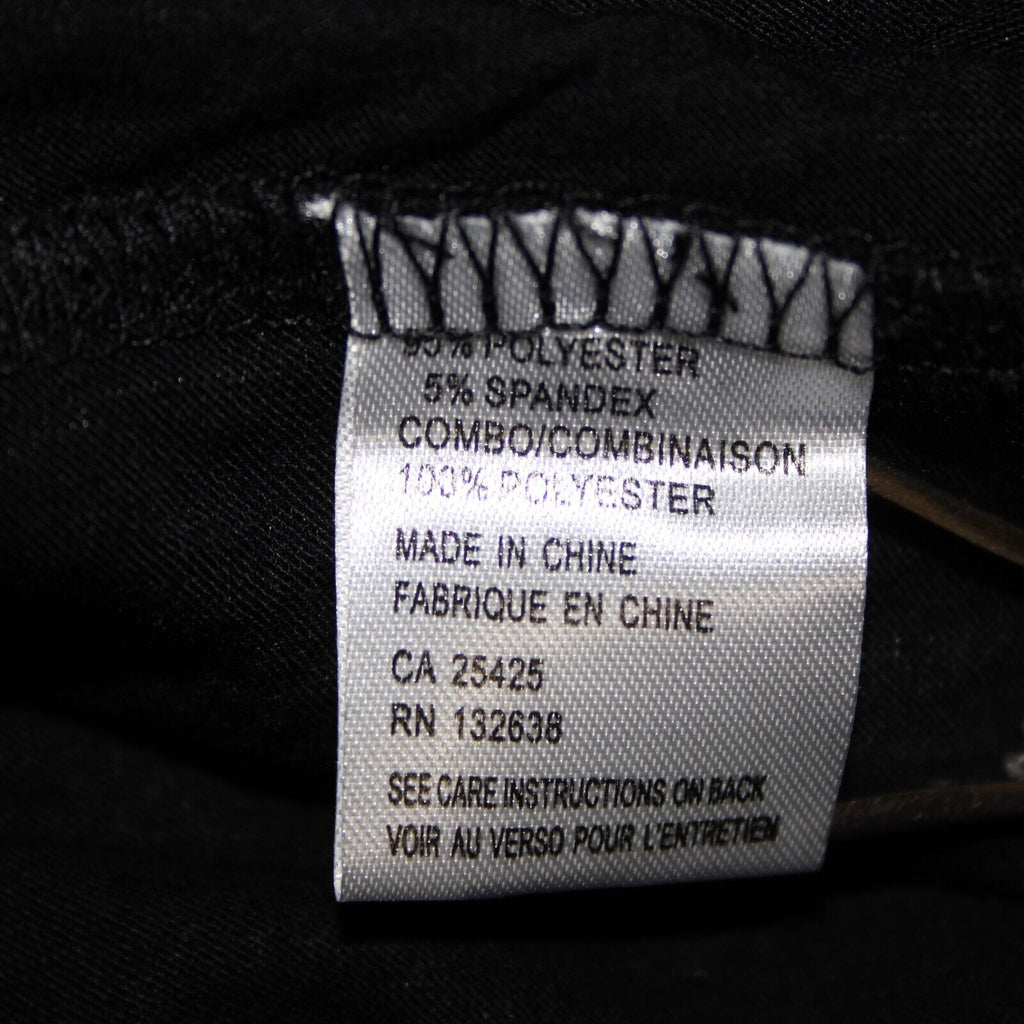 95% POLYESTER
5% SPANDEX
COMBO/COMBINAISON
100% POLYESTER
MADE IN CHINE
FABRIQUE EN CHINE
CA 25425
RN 132638
SEE CARE INSTRUCTIONS ON BACK
VOIR AU VERSO POUR L'ENTRETIEN